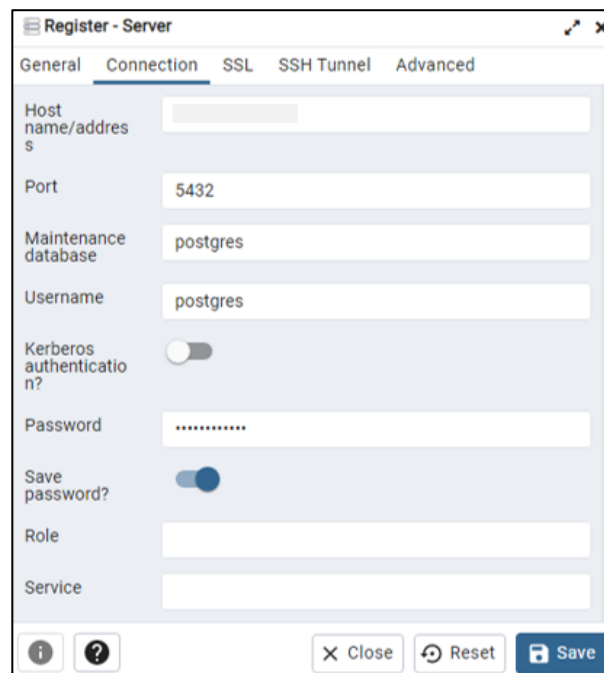 Register - Server
General Connection SSL SSH Tunnel Advanced
Host
name/addres
s
Port
5432
Maintenance
database
postgres
Username
postgres
Kerberos
authenticatio
n?
Password
••••••••••••
Save
password?
Role
Service
Close Reset Save